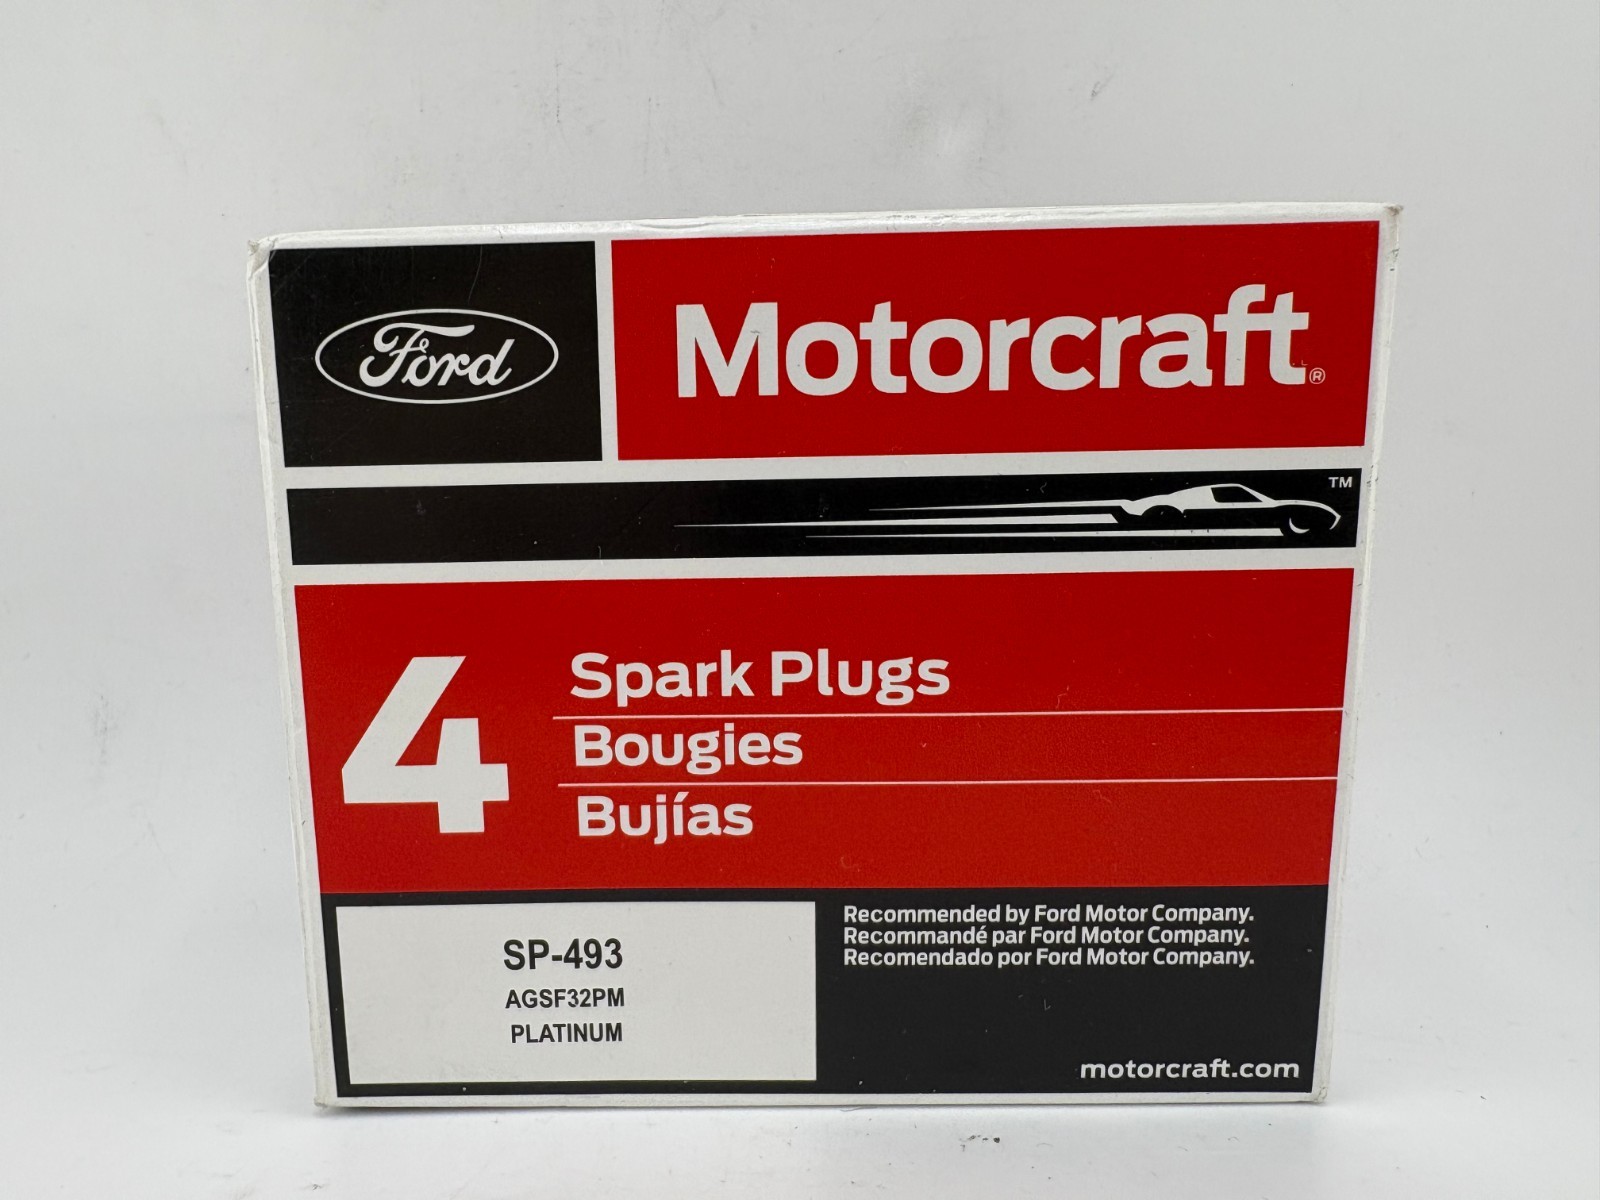 Ford
Motorcraft®
TM
4
Spark Plugs
Bougies
Bujías
SP-493
AGSF32PM
PLATINUM
Recommended by Ford Motor Company.
Recommandé par Ford Motor Company.
Recomendado por Ford Motor Company.
motorcraft.com